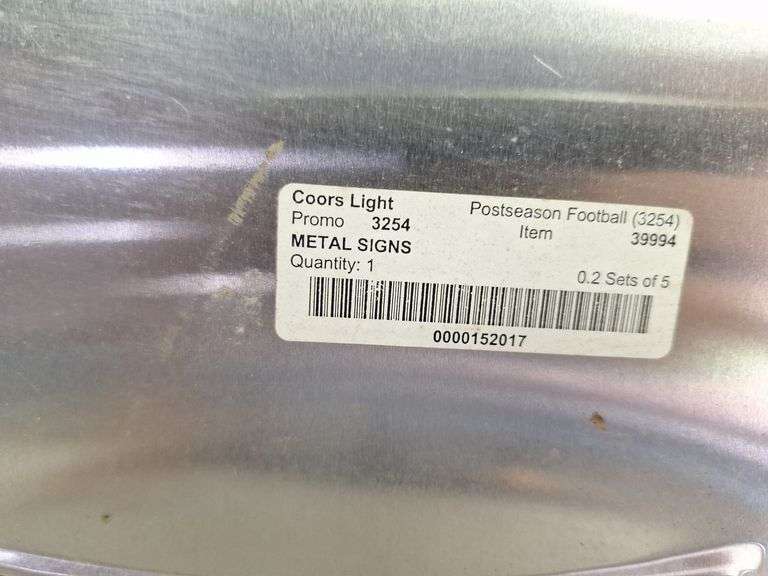 Coors Light Postseason Football (3254)
Promo 3254 Item 39994
METAL SIGNS
Quantity: 1 0.2 Sets of 5
0000152017